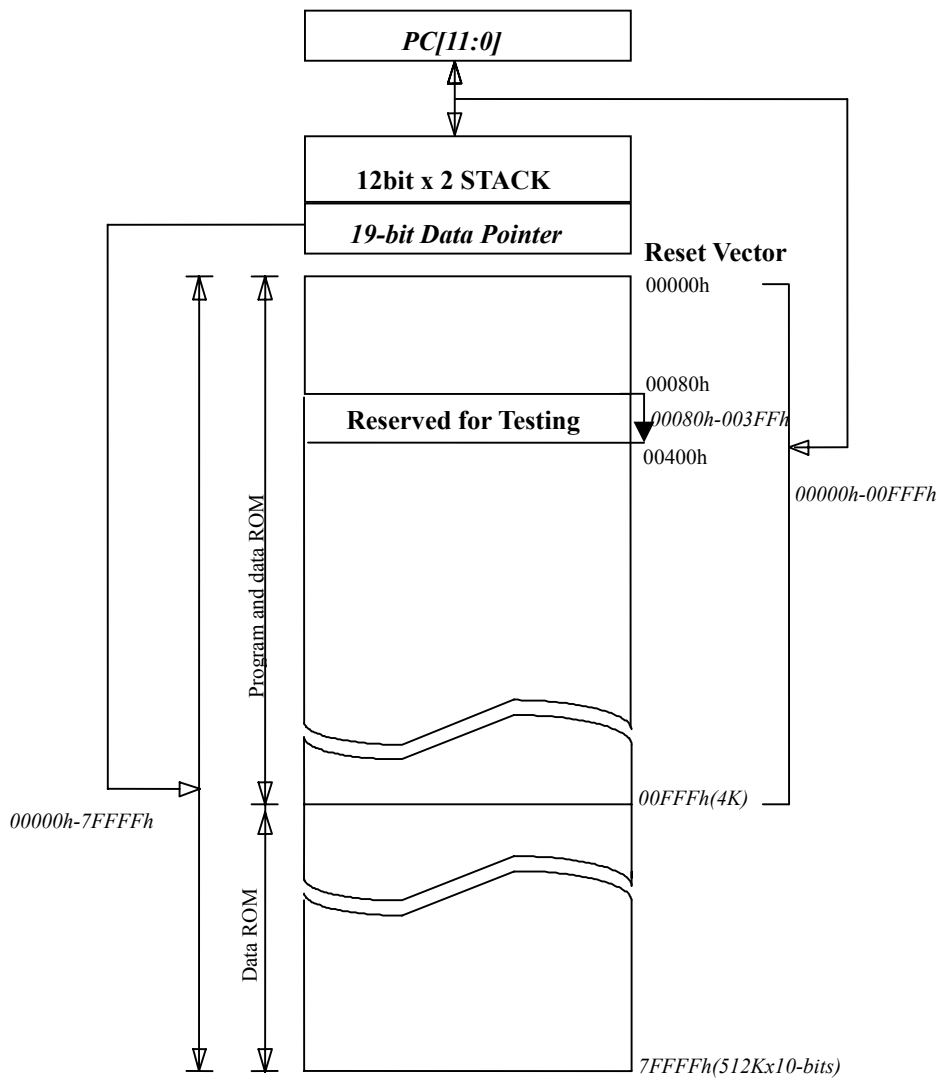 PC[11:0]
12bit x 2 STACK
19-bit Data Pointer
Reset Vector
00000h
00080h
Reserved for Testing
00080h-003FFh
00400h
00000h-00FFFh
Program and data ROM
00FFFh(4K)
00000h-7FFFFh
Data ROM
7FFFFh(512Kx10-bits)